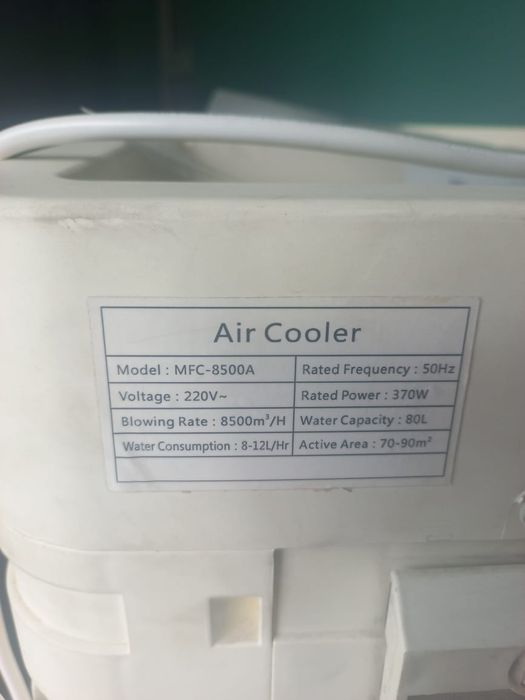 Air Cooler
Model : MFC-8500A
Rated Frequency : 50Hz
Voltage : 220V~
Rated Power : 370W
Blowing Rate : 8500m³/H
Water Capacity : 80L
Water Consumption : 8-12L/Hr
Active Area : 70-90m²